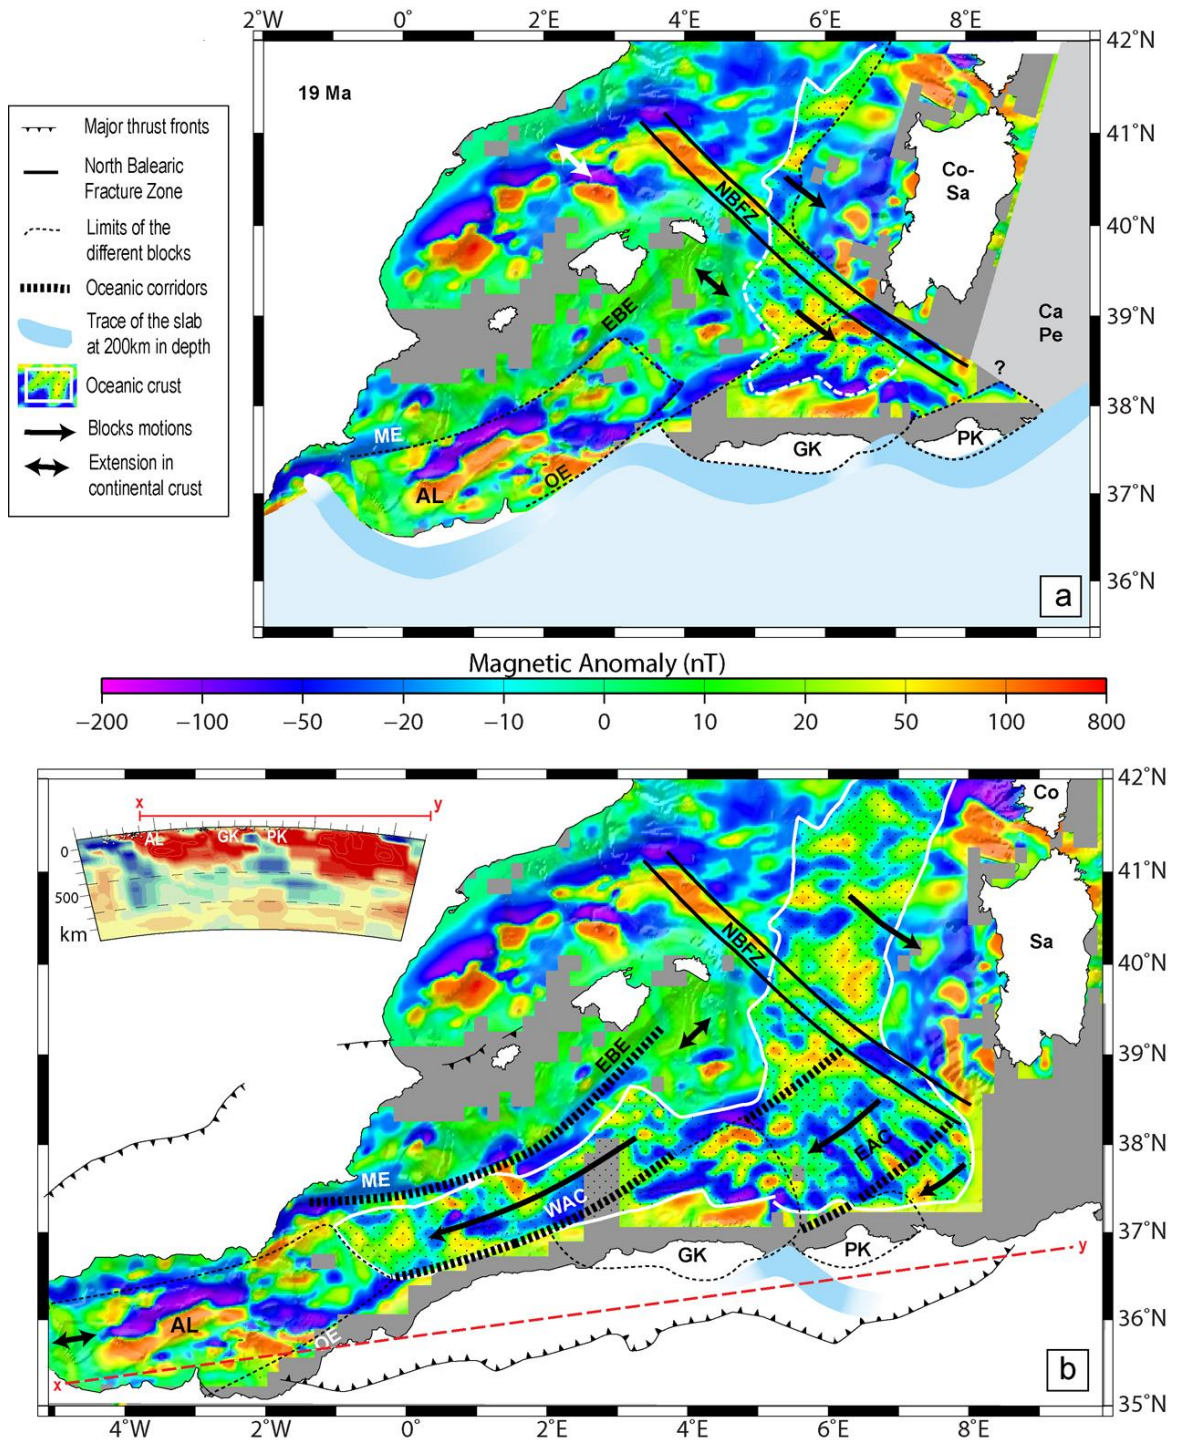 2°W 0° 2°E 4°E 6°E 8°E
42°N
19 Ma
Major thrust fronts
North Balearic
Fracture Zone
Limits of the
different blocks
Oceanic corridors
Trace of the slab
at 200km in depth
Oceanic crust
Blocks motions
Extension in
continental crust
41°N
Co-
Sa
NBFZ
40°N
EBE
39°N
Ca
Pe
?
38°N
ME
GK
PK
OE
AL
37°N
36°N
a
Magnetic Anomaly (nT)
−200 −100 −50 −20 −10 0 10 20 50 100 800
42°N
x y
Co
AL GK PK
0
500
km
41°N
NBFZ
Sa
40°N
EBE
39°N
38°N
EAC
ME
WAC
37°N
GK
PK
y
36°N
AL
OE
x
b
35°N
4°W 2°W 0° 2°E 4°E 6°E 8°E